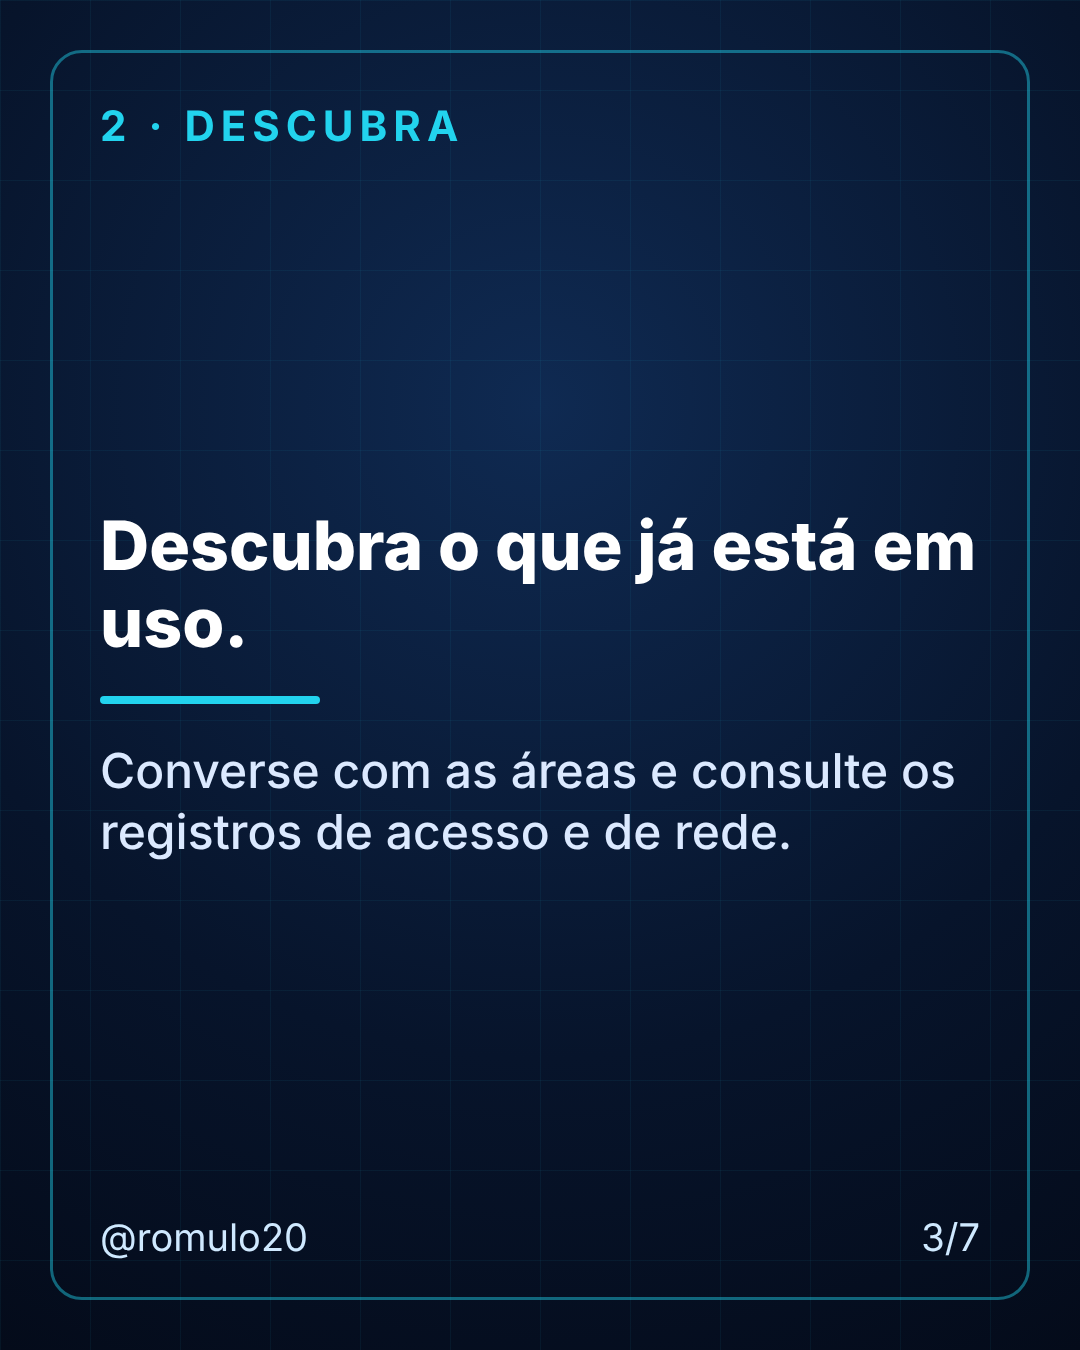 2 · DESCUBRA
Descubra o que já está em
uso.
Converse com as áreas e consulte os
registros de acesso e de rede.
@romulo20
3/7